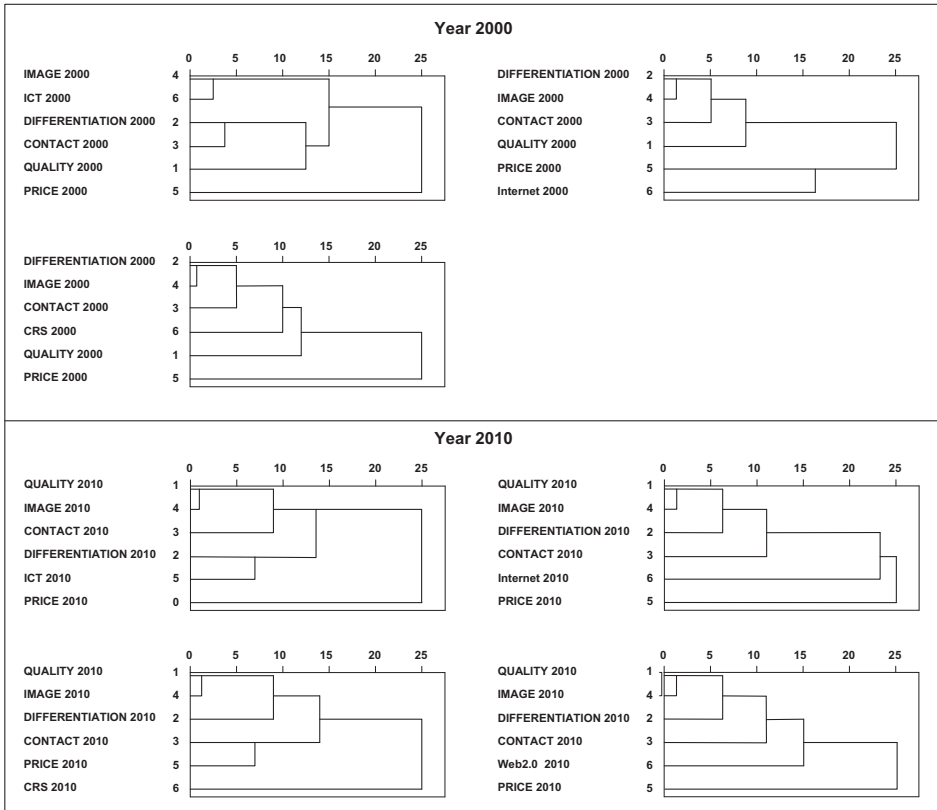 Year 2000
0 5 10 15 20 25
IMAGE 2000 4
ICT 2000 6
DIFFERENTIATION 2000 2
CONTACT 2000 3
QUALITY 2000 1
PRICE 2000 5
0 5 10 15 20 25
DIFFERENTIATION 2000 2
IMAGE 2000 4
CONTACT 2000 3
QUALITY 2000 1
PRICE 2000 5
Internet 2000 6
0 5 10 15 20 25
DIFFERENTIATION 2000 2
IMAGE 2000 4
CONTACT 2000 3
CRS 2000 6
QUALITY 2000 1
PRICE 2000 5
Year 2010
0 5 10 15 20 25
QUALITY 2010 1
IMAGE 2010 4
CONTACT 2010 3
DIFFERENTIATION 2010 2
ICT 2010 5
PRICE 2010 0
0 5 10 15 20 25
QUALITY 2010 1
IMAGE 2010 4
DIFFERENTIATION 2010 2
CONTACT 2010 3
Internet 2010 6
PRICE 2010 5
0 5 10 15 20 25
QUALITY 2010 1
IMAGE 2010 4
DIFFERENTIATION 2010 2
CONTACT 2010 3
PRICE 2010 5
CRS 2010 6
0 5 10 15 20 25
QUALITY 2010 1
IMAGE 2010 4
DIFFERENTIATION 2010 2
CONTACT 2010 3
Web2.0 2010 6
PRICE 2010 5